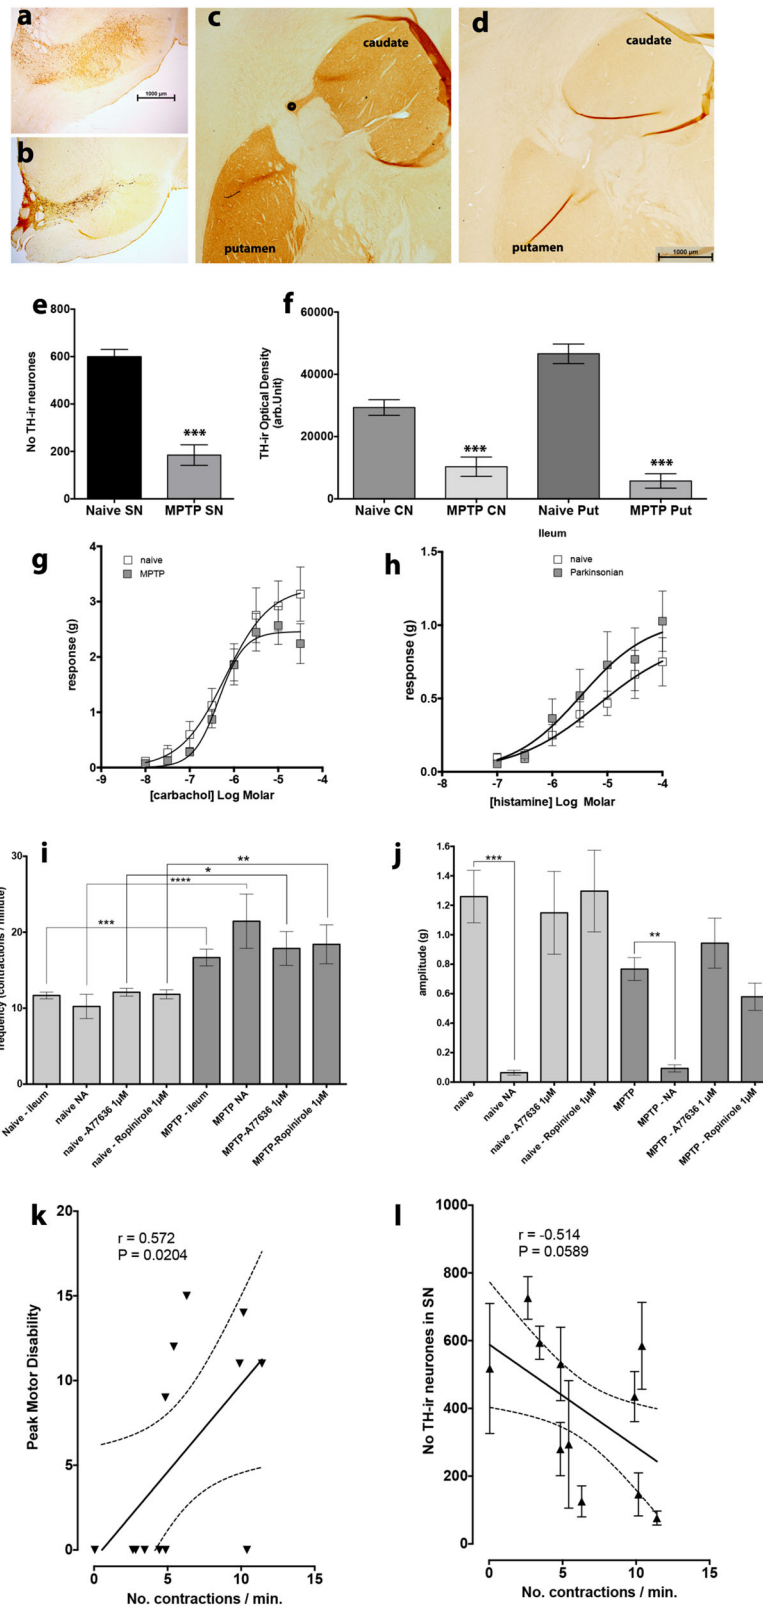 a
1000 µm
b
c
caudate
putamen
d
caudate
putamen
1000 µm
e
No TH-ir neurones
800
600
400
200
0
***
Naive SN
MPTP SN
f
TH-ir Optical Density
(arb.Unit)
60000
40000
20000
0
***
***
Naive CN
MPTP CN
Naive Put
MPTP Put
g
naive
MPTP
response (g)
4
3
2
1
0
-9
-8
-7
-6
-5
-4
[carbachol] Log Molar
Ileum
h
naive
Parkinsonian
response (g)
1.5
1.0
0.5
0.0
-8
-7
-6
-5
-4
[histamine] Log Molar
i
frequency (contractions / minute)
30
20
10
0
**
*
****
***
Naive - ileum
naive NA
naive -A77636 1µM
naive - Ropinirole 1µM
MPTP - ileum
MPTP NA
MPTP-A77636 1µM
MPTP-Ropinirole 1µM
j
amplitude (g)
1.6
1.4
1.2
1.0
0.8
0.6
0.4
0.2
0.0
***
**
naive
naive NA
naive - A77636 1µM
naive - Ropinirole 1µM
MPTP
MPTP - NA
MPTP - A77636 1 µM
MPTP - Ropinirole 1µM
k
r = 0.572
P = 0.0204
Peak Motor Disability
20
15
10
5
0
0
5
10
15
No. contractions / min.
l
r = -0.514
P = 0.0589
No TH-ir neurones in SN
1000
800
600
400
200
0
0
5
10
15
No. contractions / min.